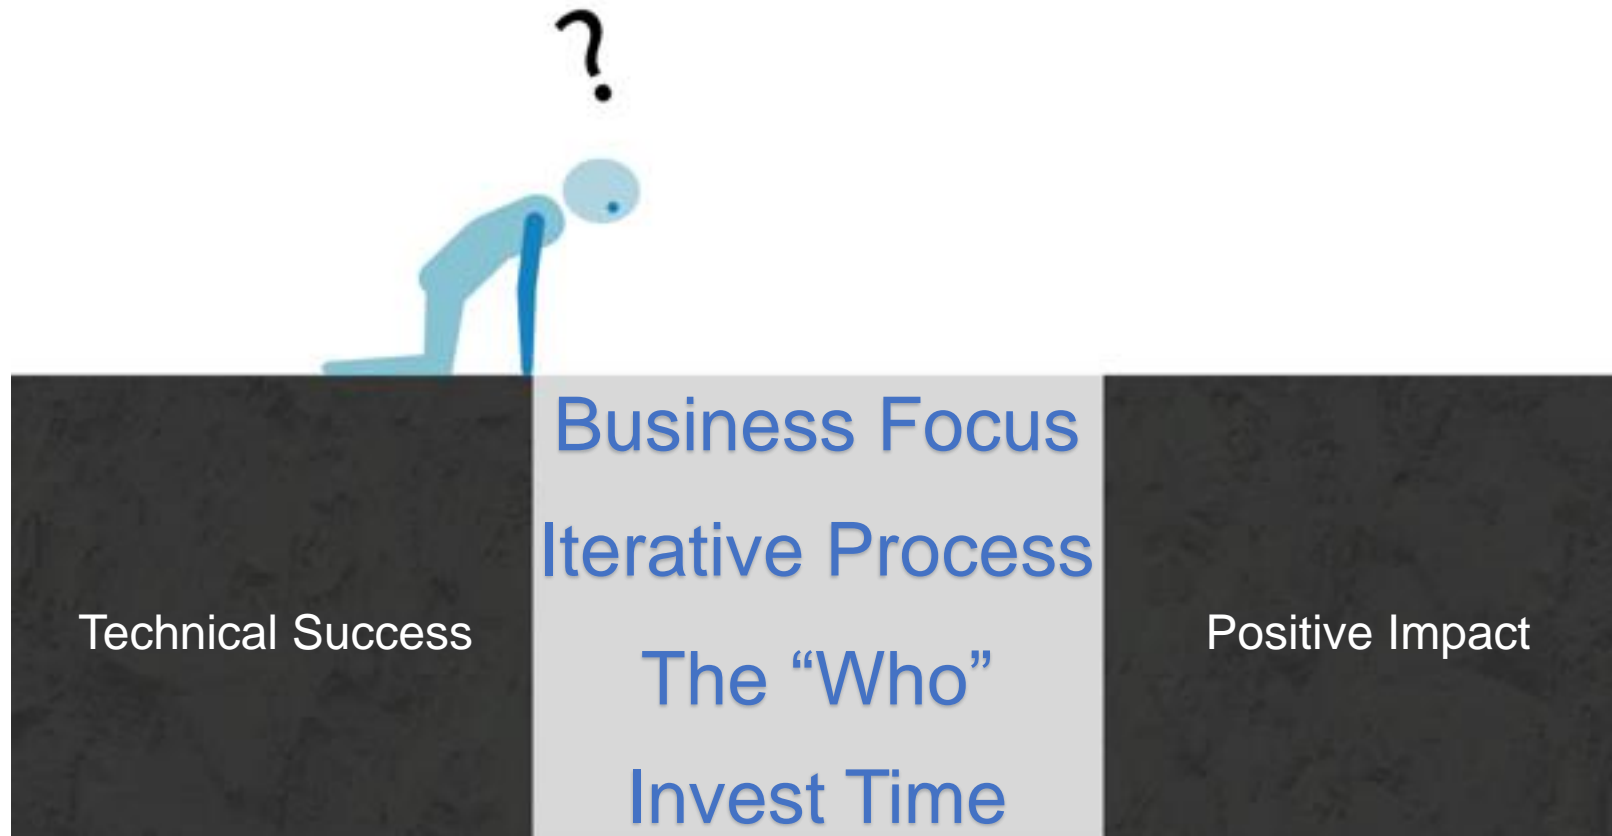 ?
Business Focus
Iterative Process
Technical Success
The “Who”
Positive Impact
Invest Time